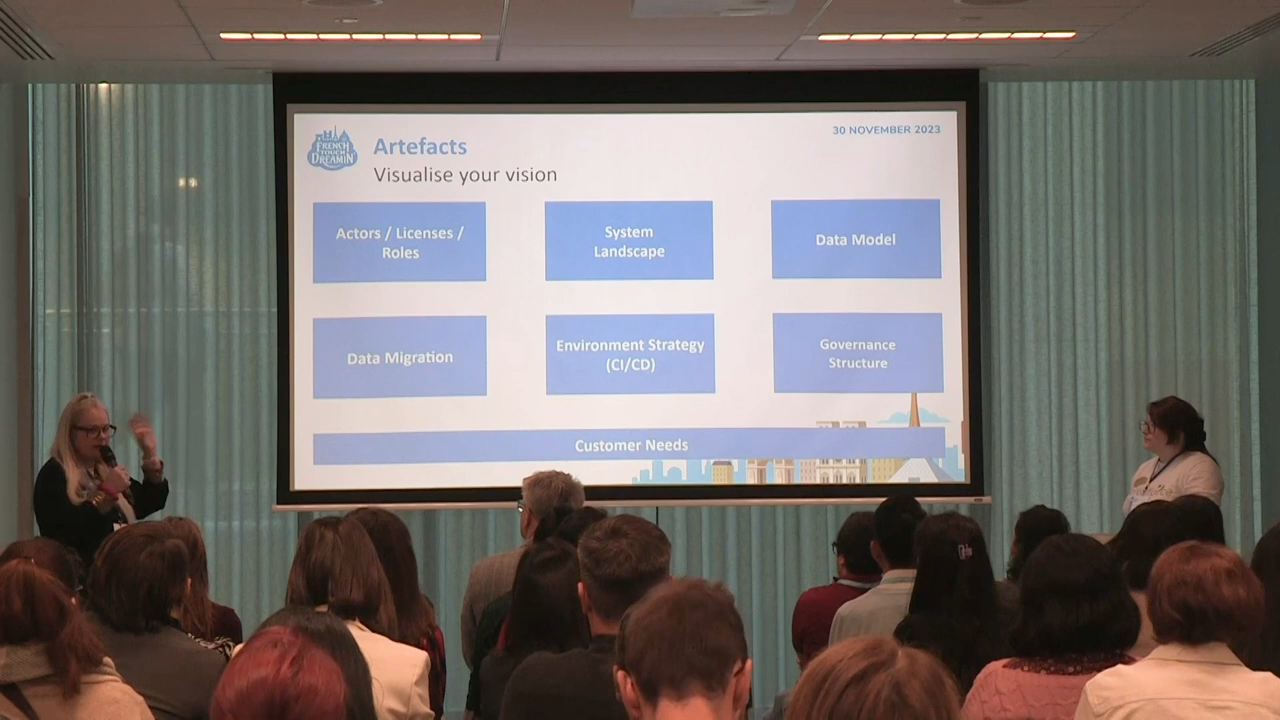 FRENCH
TOUCH
DREAMIN'
30 NOVEMBER 2023
Artefacts
Visualise your vision
Actors / Licenses /
Roles
System
Landscape
Data Model
Data Migration
Environment Strategy
(CI/CD)
Governance
Structure
Customer Needs